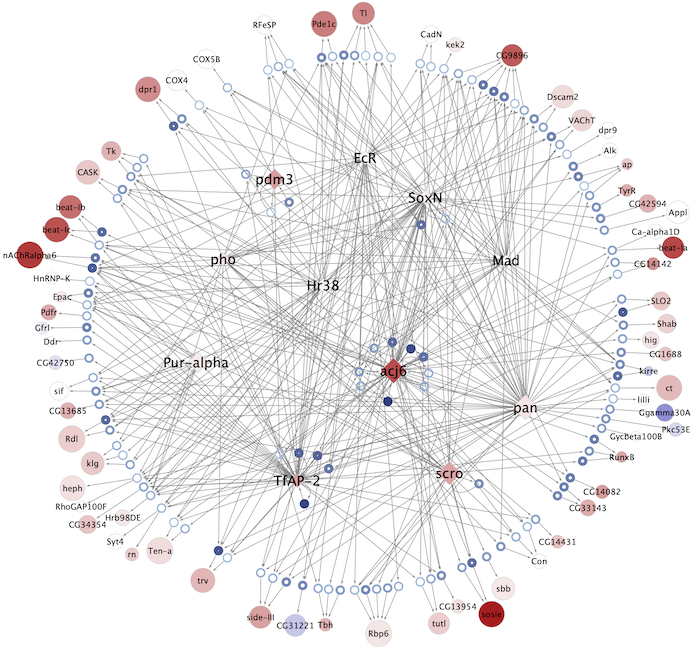 Tl
Pde1c
RFeSP
CadN
kek2
CG9896
COX5B
COX4
dpr1
Dscam2
VAChT
dpr9
Alk
ap
Tk
CASK
EcR
pdm3
SoxN
TyrR
CG42594
Appl
beat-Ib
beat-Ic
nAChRalpha6
Ca-alpha1D
beat-Ia
CG14142
pho
Mad
HnRNP-K
Hr38
Epac
SLO2
Pdfr
Shab
Gfrl
Ddr
hig
CG1688
CG42750
Pur-alpha
acj6
kirre
sif
ct
lilli
CG13685
pan
Ggamma30A
Pkc53E
Rdl
Gycbeta100B
klg
RunxB
heph
TfAP-2
scro
CG14082
RhoGAP100F
CG33143
Hrb98DE
CG34354
Syt4
rn
Ten-a
CG14431
Con
trv
sbb
side-III
CG31221
Tbh
Rbp6
tutl
CG13954
sosie